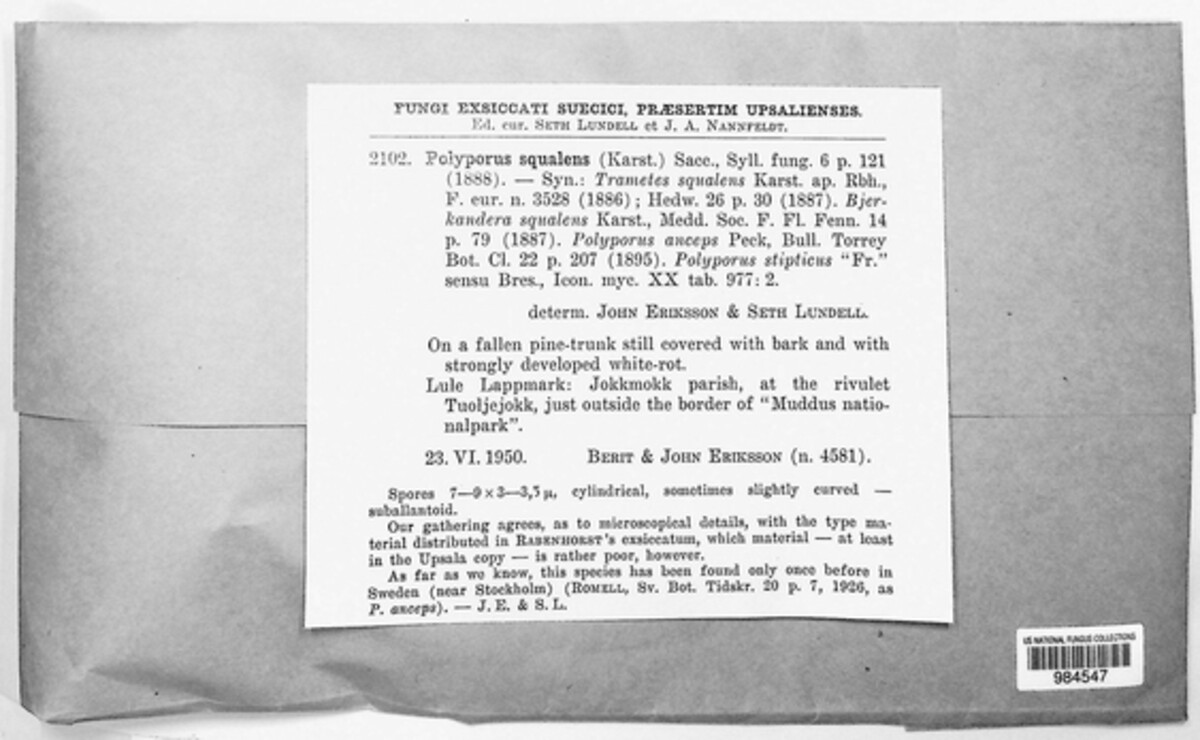 FUNGI EXSICCATI SUECICI, PRÆSERTIM UPSALIENSES.
Ed. cur. SETH LUNDELL et J. A. NANNFELDT.
2102. Polyporus squalens (Karst.) Sacc., Syll. fung. 6 p. 121
(1888). — Syn.: Trametes squalens Karst. ap. Rbh.,
F. eur. n. 3528 (1886); Hedw. 26 p. 30 (1887). Bjer-
kandera squalens Karst., Medd. Soc. F. Fl. Fenn. 14
p. 79 (1887). Polyporus anceps Peck, Bull. Torrey
Bot. Cl. 22 p. 207 (1895). Polyporus stipticus "Fr."
sensu Bres., Icon. myc. XX tab. 977: 2.
determ. JOHN ERIKSSON & SETH LUNDELL.
On a fallen pine-trunk still covered with bark and with
strongly developed white-rot.
Lule Lappmark: Jokkmokk parish, at the rivulet
Tuoljejokk, just outside the border of "Muddus natio-
nalpark".
23. VI. 1950. BERIT & JOHN ERIKSSON (n. 4581).
Spores 7—9 × 3—3,5 µ, cylindrical, sometimes slightly curved —
suballantoid.
Our gathering agrees, as to microscopical details, with the type ma-
terial distributed in RABENHORST's exsiccatum, which material — at least
in the Upsala copy — is rather poor, however.
As far as we know, this species has been found only once before in
Sweden (near Stockholm) (ROMELL, Sv. Bot. Tidskr. 20 p. 7, 1926, as
P. anceps). — J. E. & S. L.
US NATIONAL FUNGUS COLLECTIONS
984547